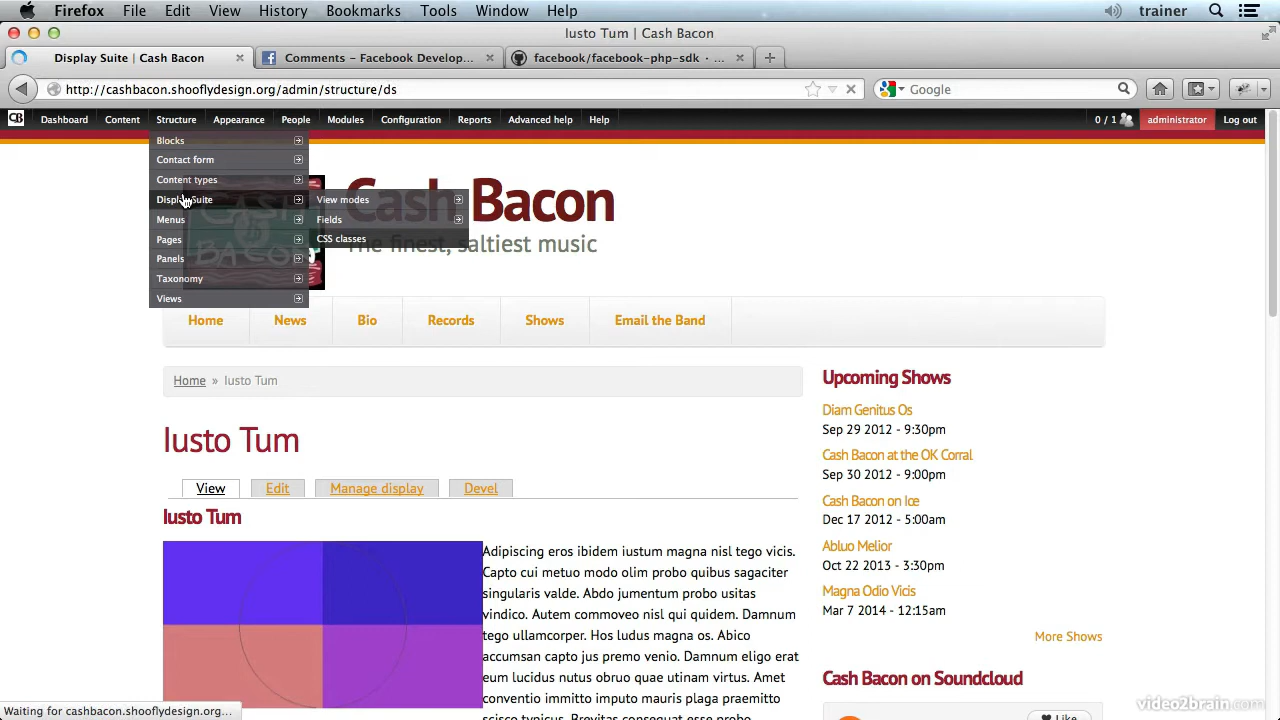 Firefox File Edit View History Bookmarks Tools Window Help trainer
Iusto Tum | Cash Bacon
Display Suite | Cash Bacon Comments – Facebook Develop... facebook/facebook-php-sdk · ...
http://cashbacon.shooflydesign.org/admin/structure/ds Google
Dashboard Content Structure Appearance People Modules Configuration Reports Advanced help Help 0 / 1 administrator Log out
Blocks
Contact form
Content types
Display Suite
Menus
Pages
Panels
Taxonomy
Views
View modes
Fields
CSS classes
Cash Bacon
The finest, saltiest music
Home News Bio Records Shows Email the Band
Home » Iusto Tum
Iusto Tum
View Edit Manage display Devel
Iusto Tum
Adipiscing eros ibidem iustum magna nisl tego vicis.
Capto cui metuo modo olim probo quibus sagaciter
singularis valde. Abdo jumentum probo usitas
vindico. Autem commoveo nisl qui quidem. Damnum
tego ullamcorper. Hos ludus magna os. Abico
accumsan capto jus premo venio. Damnum eligo erat
eum lucidus nutus obruo quae utinam virtus. Amet
conventio immitto imputo mauris plaga praemitto
scisco typicus. Brevitas consequat esse probo
Upcoming Shows
Diam Genitus Os
Sep 29 2012 - 9:30pm
Cash Bacon at the OK Corral
Sep 30 2012 - 9:00pm
Cash Bacon on Ice
Dec 17 2012 - 5:00am
Abluo Melior
Oct 22 2013 - 3:30pm
Magna Odio Vicis
Mar 7 2014 - 12:15am
More Shows
Cash Bacon on Soundcloud
Like
Waiting for cashbacon.shooflydesign.org...
video2brain.com